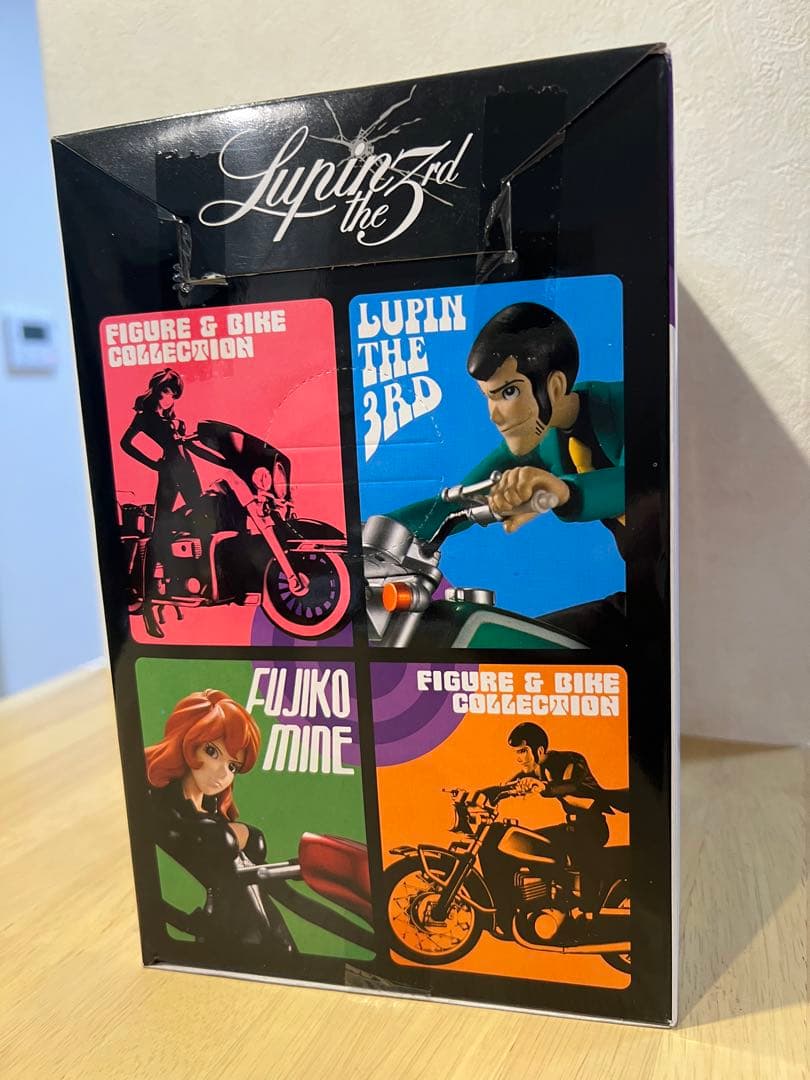 Lupin
the 3rd
FIGURE & BIKE
COLLECTION
LUPIN
THE
3RD
FUJIKO
MINE
FIGURE & BIKE
COLLECTION